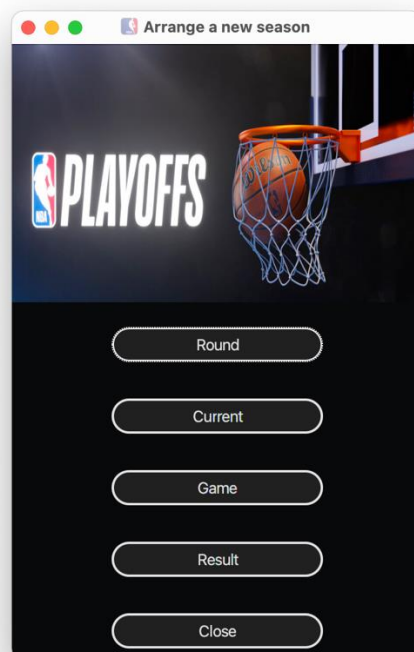 Arrange a new season
NBA
PLAYOFFS
Wilson
Round
Current
Game
Result
Close